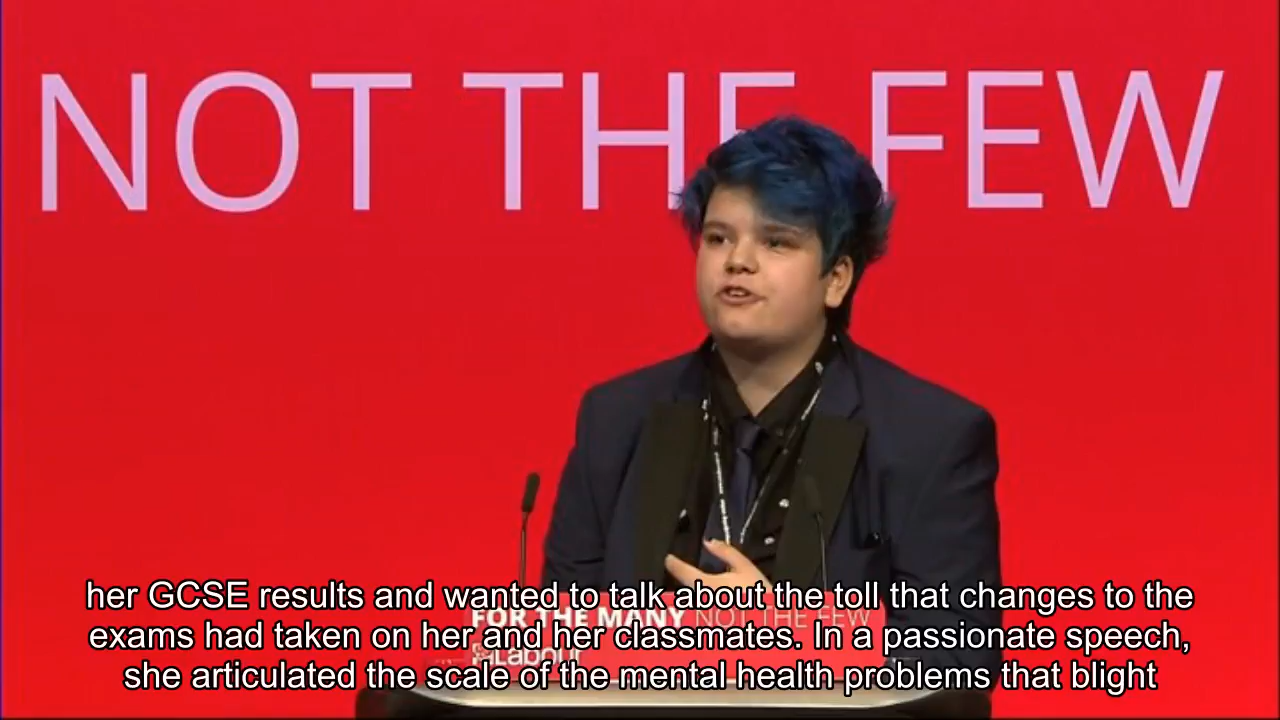 NOT THE FEW
FOR THE MANY NOT THE FEW
Labour
her GCSE results and wanted to talk about the toll that changes to the
exams had taken on her and her classmates. In a passionate speech,
she articulated the scale of the mental health problems that blight